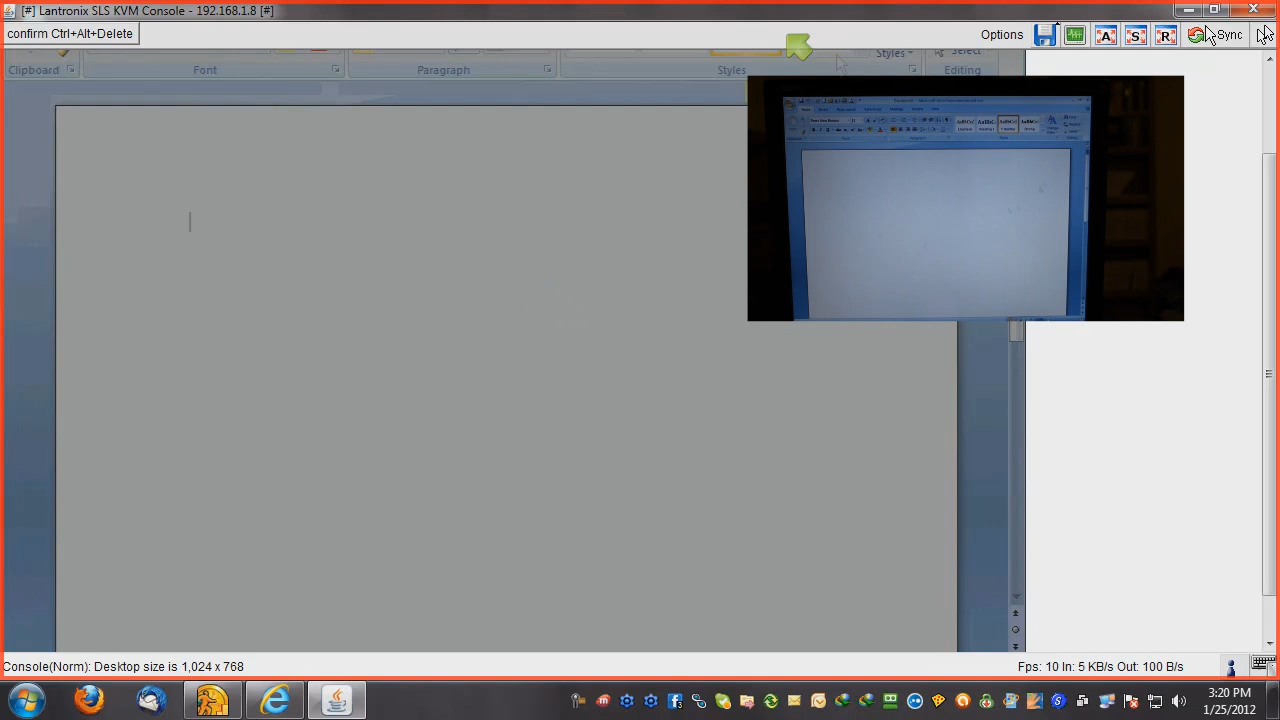 [#] Lantronix SLS KVM Console - 192.168.1.8 [#]
confirm Ctrl+Alt+Delete
Options
A
S
R
Sync
Clipboard
Font
Paragraph
Styles
Styles
Select
Editing
Console(Norm): Desktop size is 1,024 x 768
Fps: 10 In: 5 KB/s Out: 100 B/s
3:20 PM
1/25/2012